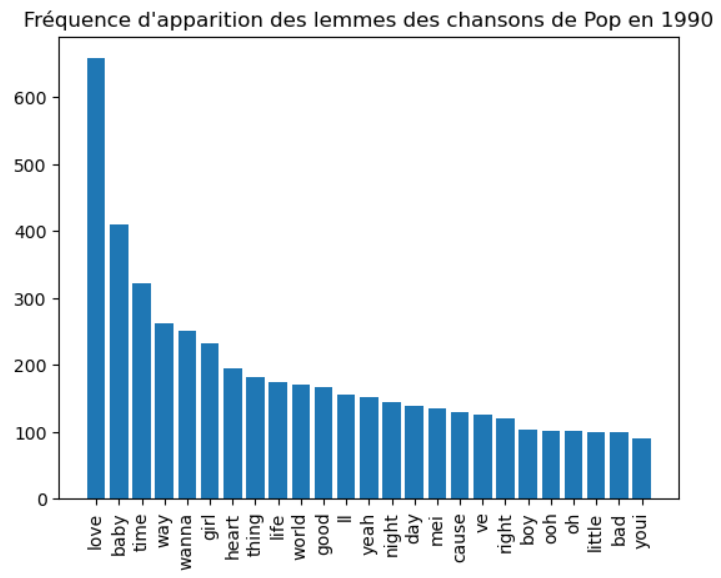 Fréquence d'apparition des lemmes des chansons de Pop en 1990
600
500
400
300
200
100
0
love
baby
time
way
wanna
girl
heart
thing
life
world
good
ll
yeah
night
day
mei
cause
ve
right
boy
ooh
oh
little
bad
youi